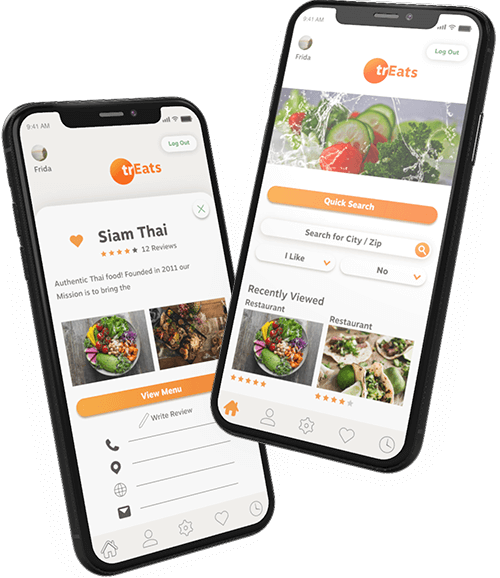 9:41 AM
Frida
Log Out
trEats
Siam Thai
12 Reviews
Authentic Thai food! Founded in 2011 our
Mission is to bring the
View Menu
Write Review
9:41 AM
Frida
Log Out
trEats
Quick Search
Search for City / Zip
I Like
No
Recently Viewed
Restaurant
Restaurant